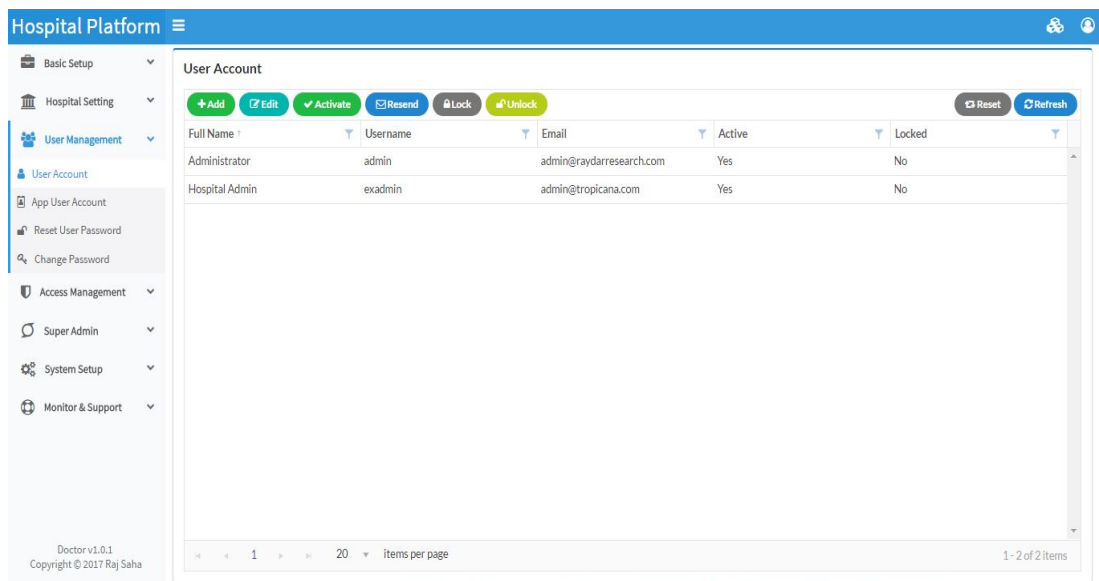 Hospital Platform
Basic Setup
Hospital Setting
User Management
User Account
App User Account
Reset User Password
Change Password
Access Management
Super Admin
System Setup
Monitor & Support
Doctor v1.0.1
Copyright © 2017 Raj Saha
User Account
Add Edit Activate Resend Lock Unlock Reset Refresh
Full Name Username Email Active Locked
Administrator admin admin@raydarresearch.com Yes No
Hospital Admin exadmin admin@tropicana.com Yes No
1 20 items per page 1 - 2 of 2 items